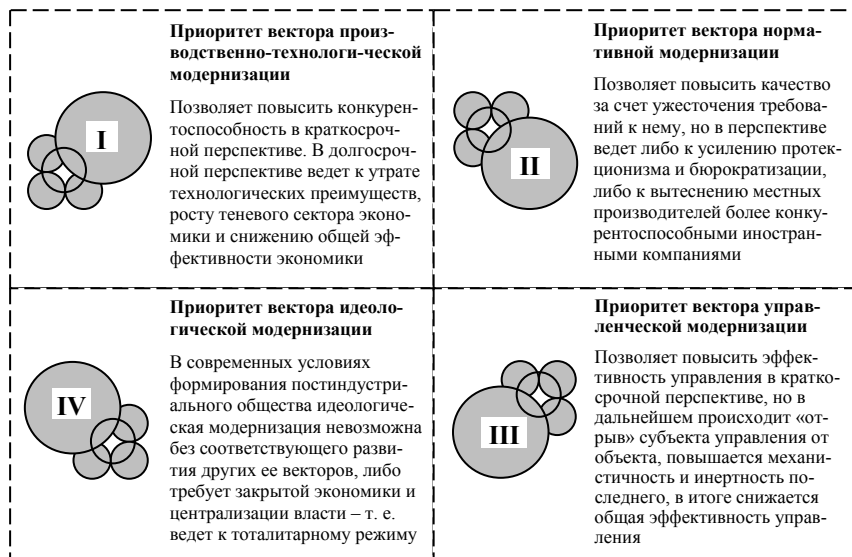 Приоритет вектора произ-
водственно-технологи-ческой
модернизации
I
Позволяет повысить конкурен-
тоспособность в краткосроч-
ной перспективе. В долгосроч-
ной перспективе ведет к утрате
технологических преимуществ,
росту теневого сектора эконо-
мики и снижению общей эф-
фективности экономики
Приоритет вектора норма-
тивной модернизации
II
Позволяет повысить качество
за счет ужесточения требова-
ний к нему, но в перспективе
ведет либо к усилению протек-
ционизма и бюрократизации,
либо к вытеснению местных
производителей более конку-
рентоспособными иностран-
ными компаниями
Приоритет вектора идеоло-
гической модернизации
IV
В современных условиях
формирования постиндустри-
ального общества идеологиче-
ская модернизация невозможна
без соответствующего разви-
тия других ее векторов, либо
требует закрытой экономики и
централизации власти – т. е.
ведет к тоталитарному режиму
Приоритет вектора управ-
ленческой модернизации
III
Позволяет повысить эффек-
тивность управления в кратко-
срочной перспективе, но в
дальнейшем происходит «от-
рыв» субъекта управления от
объекта, повышается механи-
стичность и инертность по-
следнего, в итоге снижается
общая эффективность управ-
ления